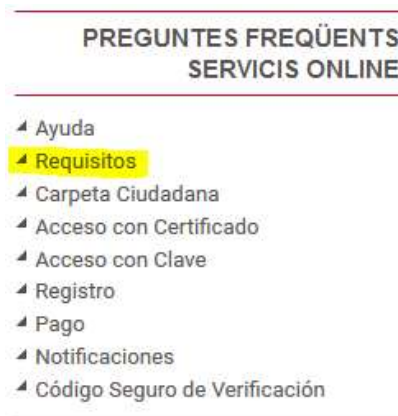 PREGUNTES FREQÜENTS
SERVICIS ONLINE
Ayuda
Requisitos
Carpeta Ciudadana
Acceso con Certificado
Acceso con Clave
Registro
Pago
Notificaciones
Código Seguro de Verificación